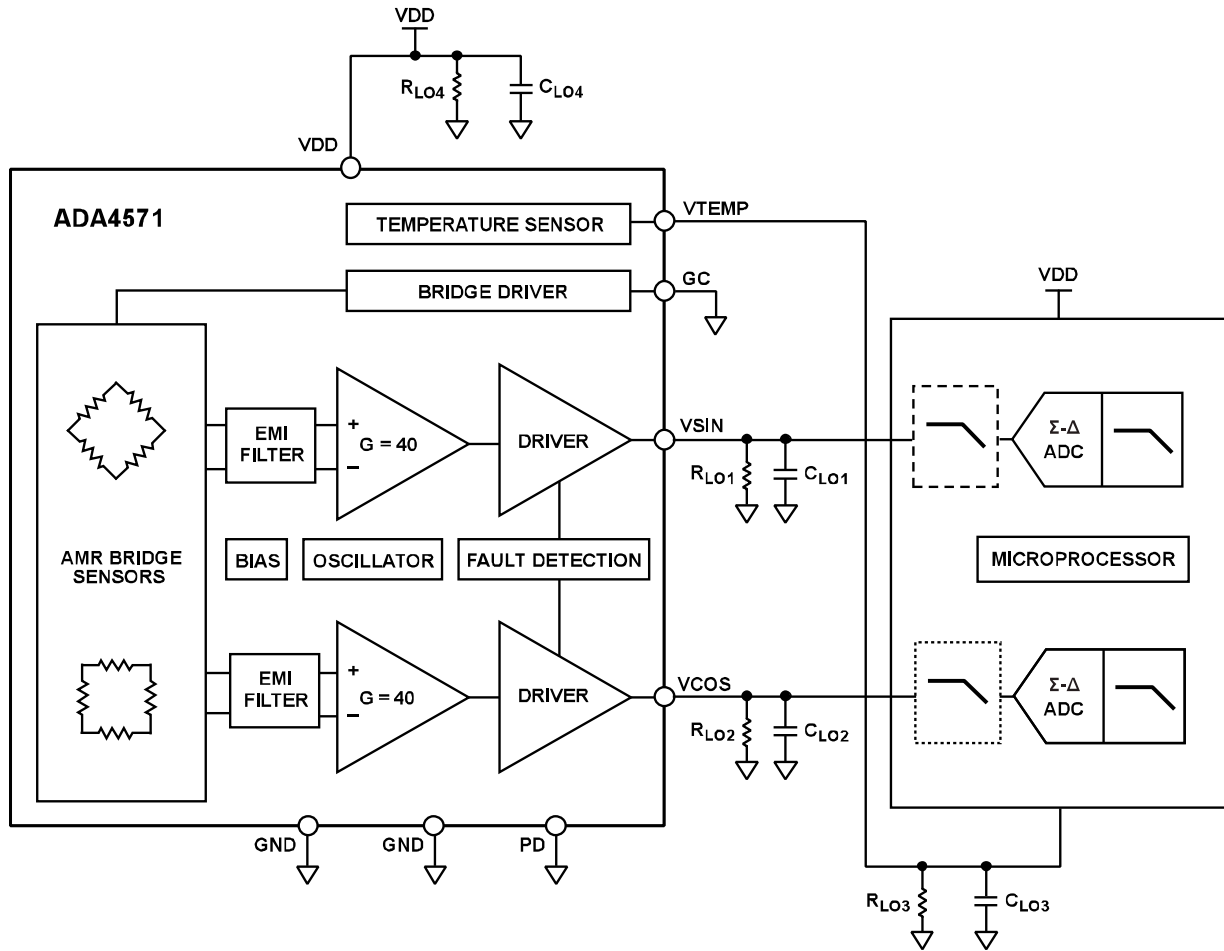 VDD
RLO4
CLO4
VDD
ADA4571
TEMPERATURE SENSOR
VTEMP
BRIDGE DRIVER
GC
VDD
EMI
FILTER
+
–
G = 40
DRIVER
VSIN
RLO1
CLO1
Σ-Δ
ADC
AMR BRIDGE
SENSORS
BIAS
OSCILLATOR
FAULT DETECTION
MICROPROCESSOR
EMI
FILTER
+
–
G = 40
DRIVER
VCOS
RLO2
CLO2
Σ-Δ
ADC
GND
GND
PD
RLO3
CLO3